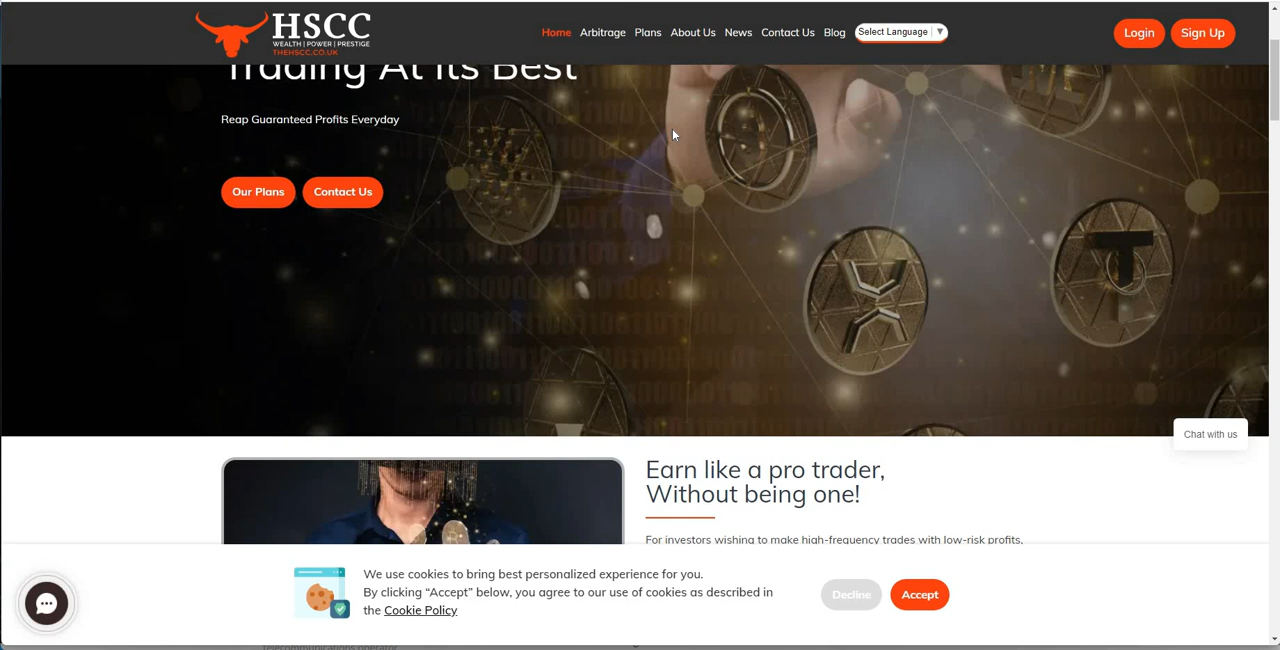 HSCC
WEALTH | POWER | PRESTIGE
THEHSCC.CO.UK
Home Arbitrage Plans About Us News Contact Us Blog Select Language ▼
Login Sign Up
Trading At Its Best
Reap Guaranteed Profits Everyday
Our Plans Contact Us
Chat with us
Earn like a pro trader,
Without being one!
For investors wishing to make high-frequency trades with low-risk profits,
We use cookies to bring best personalized experience for you.
By clicking “Accept” below, you agree to our use of cookies as described in
the Cookie Policy
Decline Accept
telecommunications operator